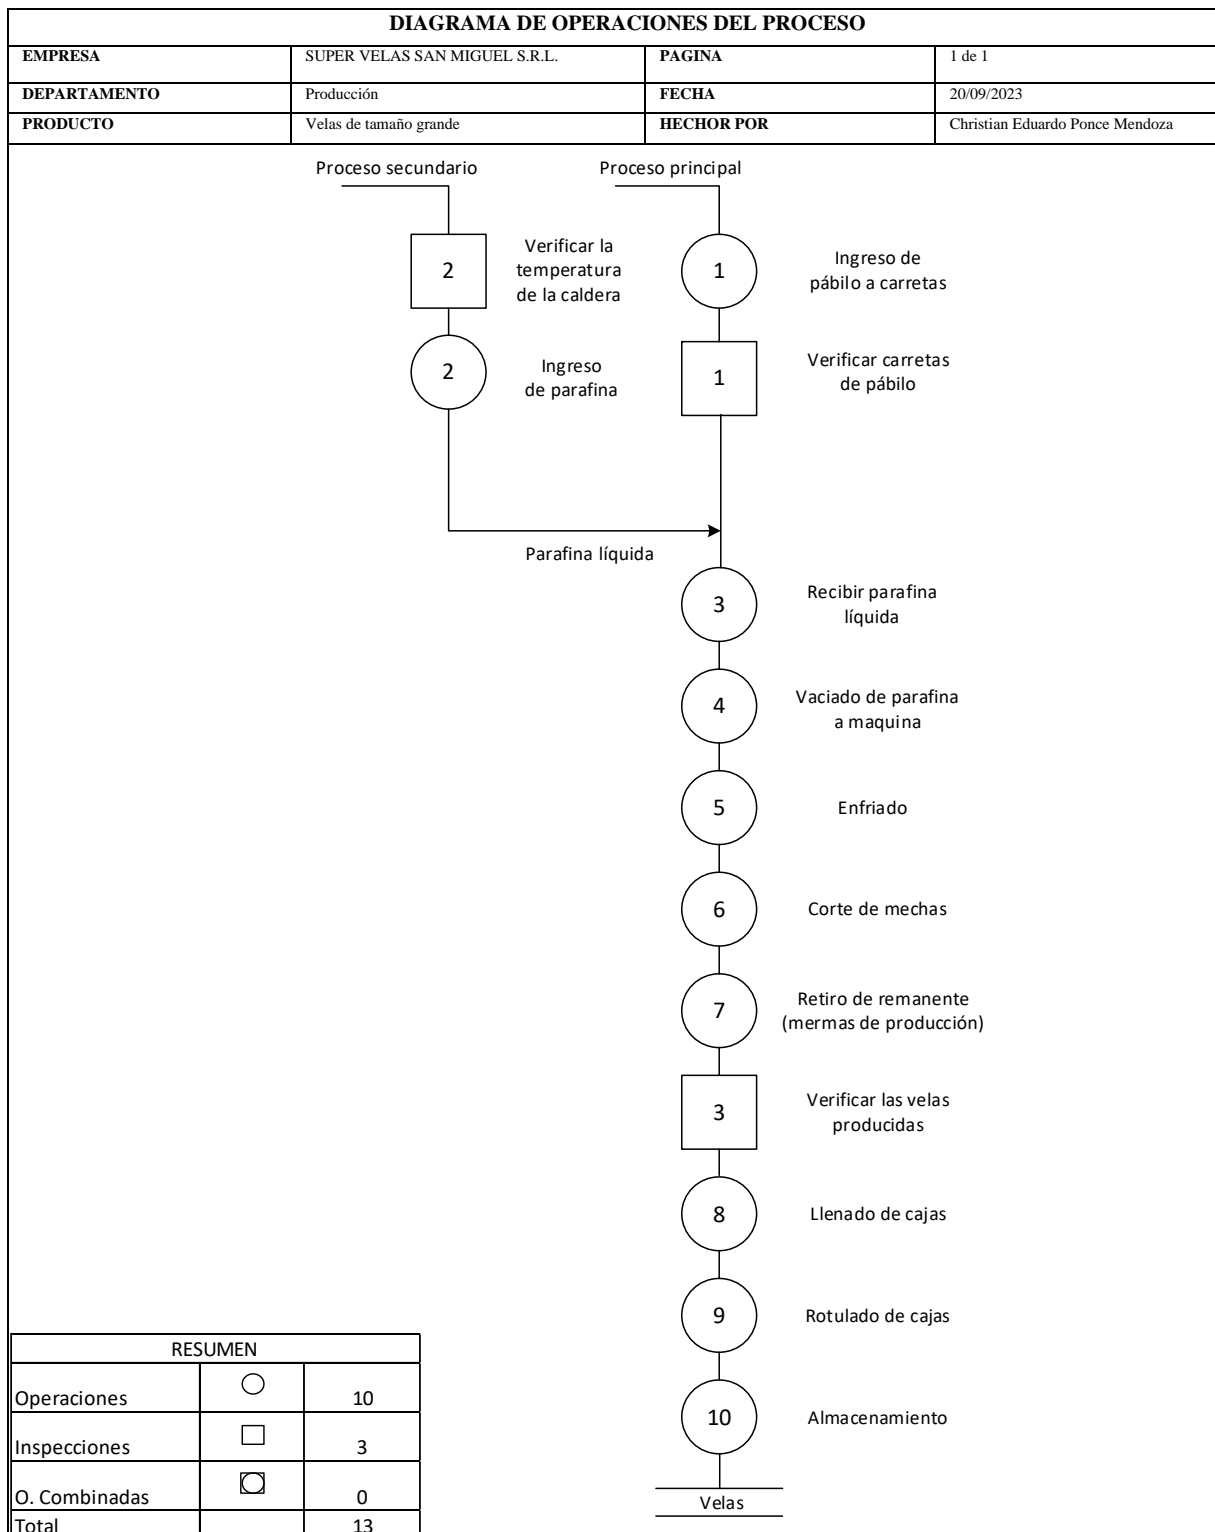 DIAGRAMA DE OPERACIONES DEL PROCESO
EMPRESA SUPER VELAS SAN MIGUEL S.R.L. PAGINA 1 de 1
DEPARTAMENTO Producción FECHA 20/09/2023
PRODUCTO Velas de tamaño grande HECHOR POR Christian Eduardo Ponce Mendoza
Proceso secundario
Proceso principal
2
Verificar la
temperatura
de la caldera
1
Ingreso de
pábilo a carretas
2
Ingreso
de parafina
1
Verificar carretas
de pábilo
Parafina líquida
3
Recibir parafina
líquida
4
Vaciado de parafina
a maquina
5
Enfriado
6
Corte de mechas
7
Retiro de remanente
(mermas de producción)
3
Verificar las velas
producidas
8
Llenado de cajas
9
Rotulado de cajas
10
Almacenamiento
Velas
RESUMEN
Operaciones 10
Inspecciones 3
O. Combinadas 0
Total 13